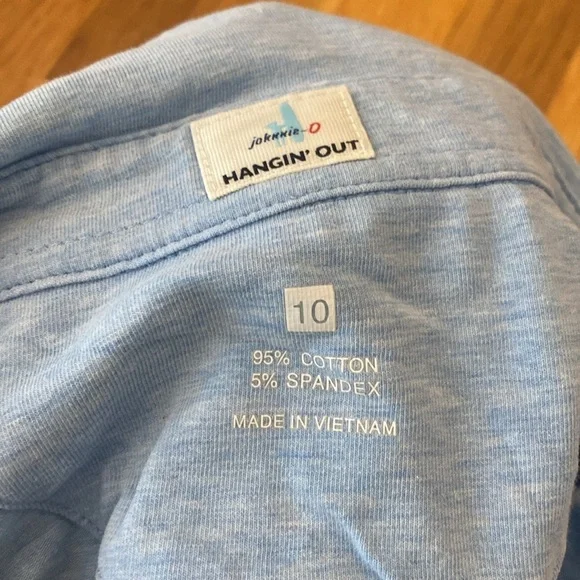 johnnie-O
HANGIN' OUT
10
95% COTTON
5% SPANDEX
MADE IN VIETNAM